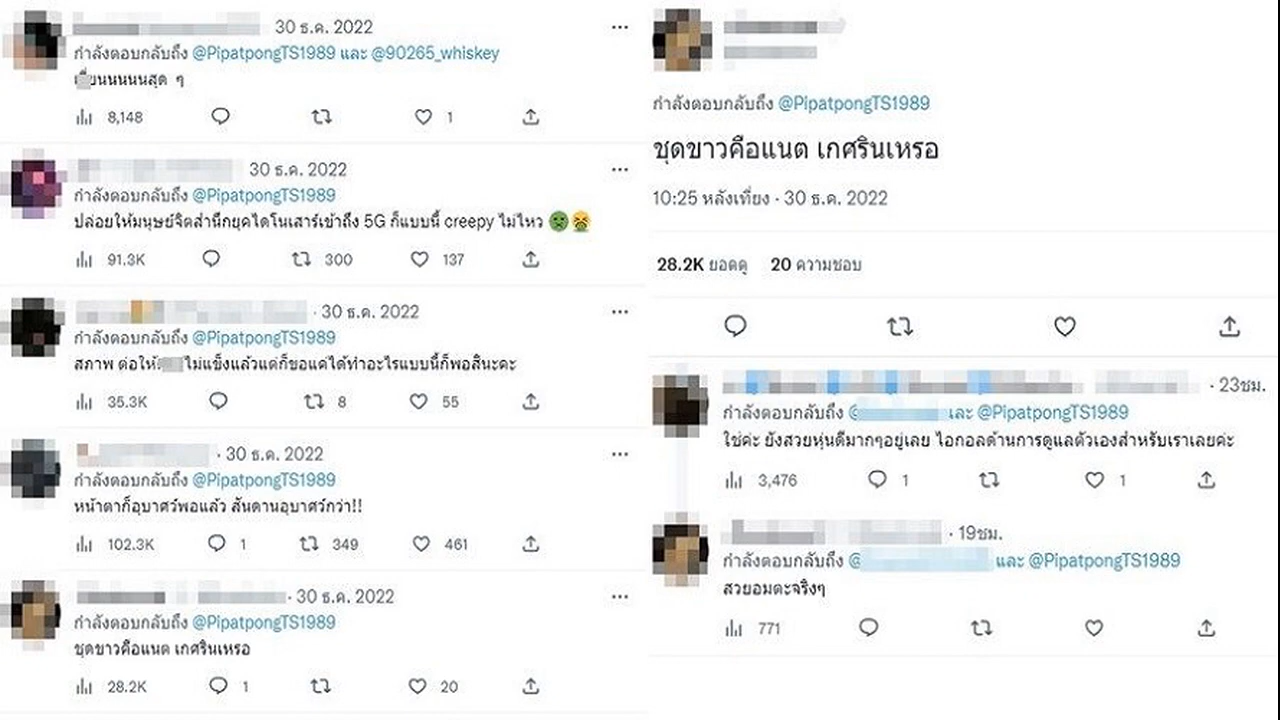 30 ธ.ค. 2022
กำลังตอบกลับถึง @PipatpongTS1989 และ @90265_whiskey
สุด ๆ
8,148
1
30 ธ.ค. 2022
กำลังตอบกลับถึง @PipatpongTS1989
ปล่อยให้มนุษย์จิตสำนึกยุคไดโนเสาร์เข้าถึง 5G ก็แบบนี้ creepy ไม่ไหว 🤢🤮
91.3K 300 137
· 30 ธ.ค. 2022
กำลังตอบกลับถึง @PipatpongTS1989
สภาพ ต่อให้ ไม่แข็งแล้วแต่ก็ขอแค่ได้ทำอะไรแบบนี้ก็พอสินะคะ
35.3K 8 55
· 30 ธ.ค. 2022
กำลังตอบกลับถึง @PipatpongTS1989
หน้าตาก็อุบาศว์พอแล้ว สันดานอุบาศว์กว่า!!
102.3K 1 349 461
· 30 ธ.ค. 2022
กำลังตอบกลับถึง @PipatpongTS1989
ชุดขาวคือแนต เกศรินเหรอ
28.2K 1 20
กำลังตอบกลับถึง @PipatpongTS1989
ชุดขาวคือแนต เกศรินเหรอ
10:25 หลังเที่ยง · 30 ธ.ค. 2022
28.2K ยอดดู 20 ความชอบ
· 23ชม.
กำลังตอบกลับถึง @ และ @PipatpongTS1989
ใช่ค่ะ ยังสวยหุ่นดีมากๆอยู่เลย ไอกอลด้านการดูแลตัวเองสำหรับเราเลยค่ะ
3,476 1 1
· 19ชม.
กำลังตอบกลับถึง @ และ @PipatpongTS1989
สวยอมตะจริงๆ
771